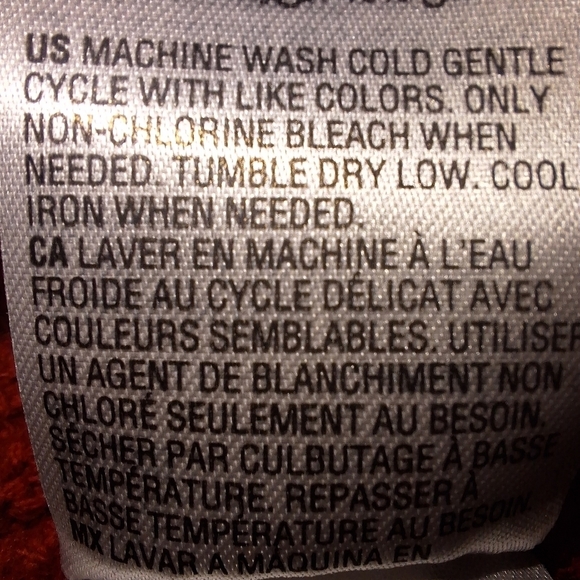 US MACHINE WASH COLD GENTLE
CYCLE WITH LIKE COLORS. ONLY
NON-CHLORINE BLEACH WHEN
NEEDED. TUMBLE DRY LOW. COOL
IRON WHEN NEEDED.
CA LAVER EN MACHINE À L'EAU
FROIDE AU CYCLE DÉLICAT AVEC
COULEURS SEMBLABLES. UTILISER
UN AGENT DE BLANCHIMENT NON
CHLORÉ SEULEMENT AU BESOIN.
SÉCHER PAR CULBUTAGE À BASSE
TEMPÉRATURE. REPASSER À
BASSE TEMPÉRATURE AU BESOIN.
MX LAVAR A MÁQUINA EN